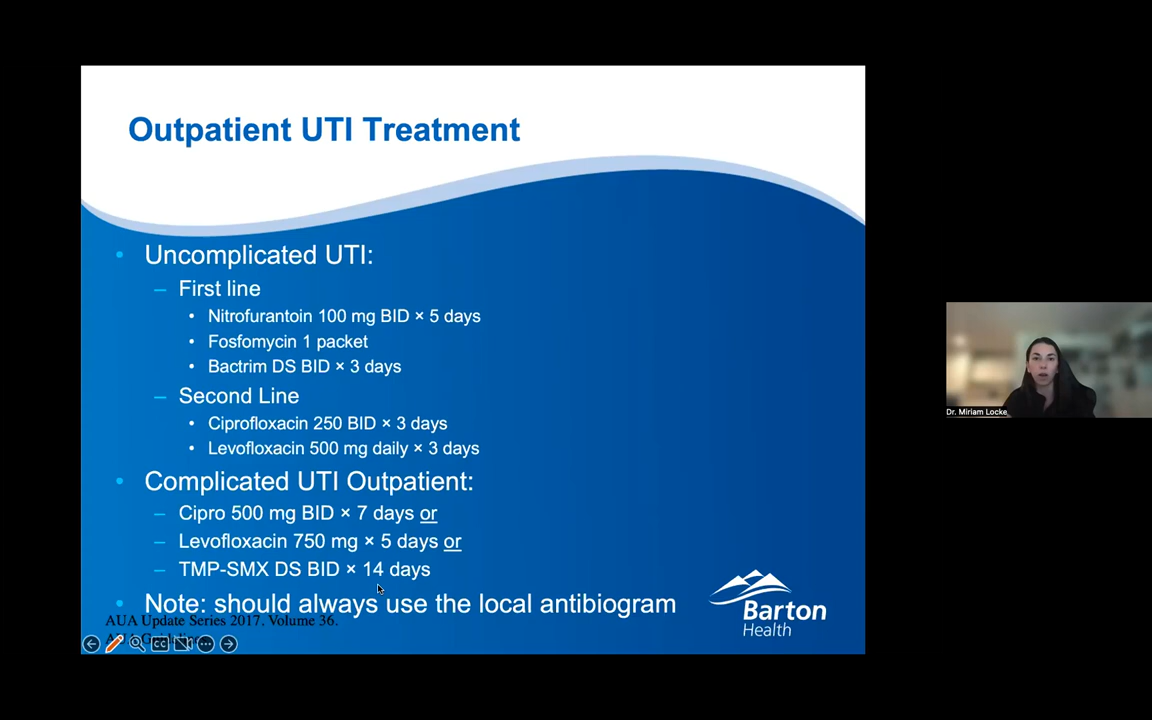 Outpatient UTI Treatment
• Uncomplicated UTI:
– First line
• Nitrofurantoin 100 mg BID × 5 days
• Fosfomycin 1 packet
• Bactrim DS BID × 3 days
– Second Line
• Ciprofloxacin 250 BID × 3 days
• Levofloxacin 500 mg daily × 3 days
• Complicated UTI Outpatient:
– Cipro 500 mg BID × 7 days or
– Levofloxacin 750 mg × 5 days or
– TMP-SMX DS BID × 14 days
• Note: should always use the local antibiogram
AUA Update Series 2017. Volume 36.
CC
Barton
Health
Dr. Miriam Locke